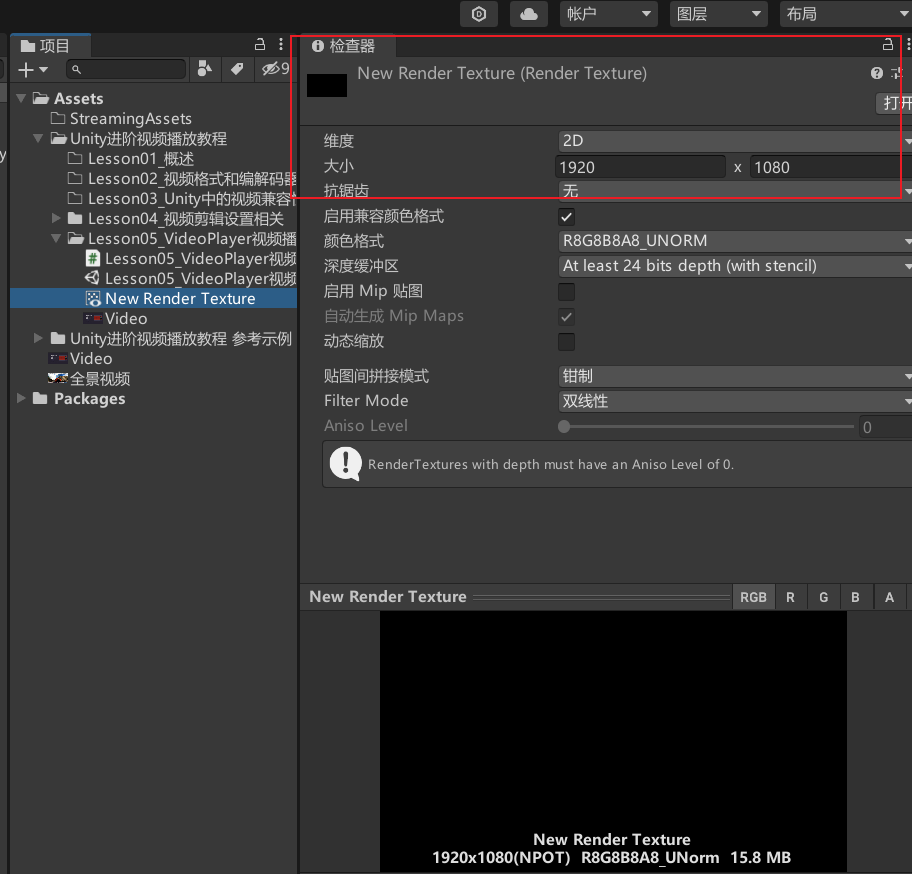 帐户
图层
布局
项目
9
Assets
StreamingAssets
Unity进阶视频播放教程
Lesson01_概述
Lesson02_视频格式和编解码器
Lesson03_Unity中的视频兼容
Lesson04_视频剪辑设置相关
Lesson05_VideoPlayer视频播
Lesson05_VideoPlayer视频
Lesson05_VideoPlayer视频
New Render Texture
Video
Unity进阶视频播放教程 参考示例
Video
全景视频
Packages
检查器
New Render Texture (Render Texture)
打开
维度
2D
大小
1920
x
1080
抗锯齿
无
启用兼容颜色格式
颜色格式
R8G8B8A8_UNORM
深度缓冲区
At least 24 bits depth (with stencil)
启用 Mip 贴图
自动生成 Mip Maps
动态缩放
贴图间拼接模式
钳制
Filter Mode
双线性
Aniso Level
0
RenderTextures with depth must have an Aniso Level of 0.
New Render Texture
RGB
R
G
B
A
New Render Texture
1920x1080(NPOT) R8G8B8A8_UNorm 15.8 MB